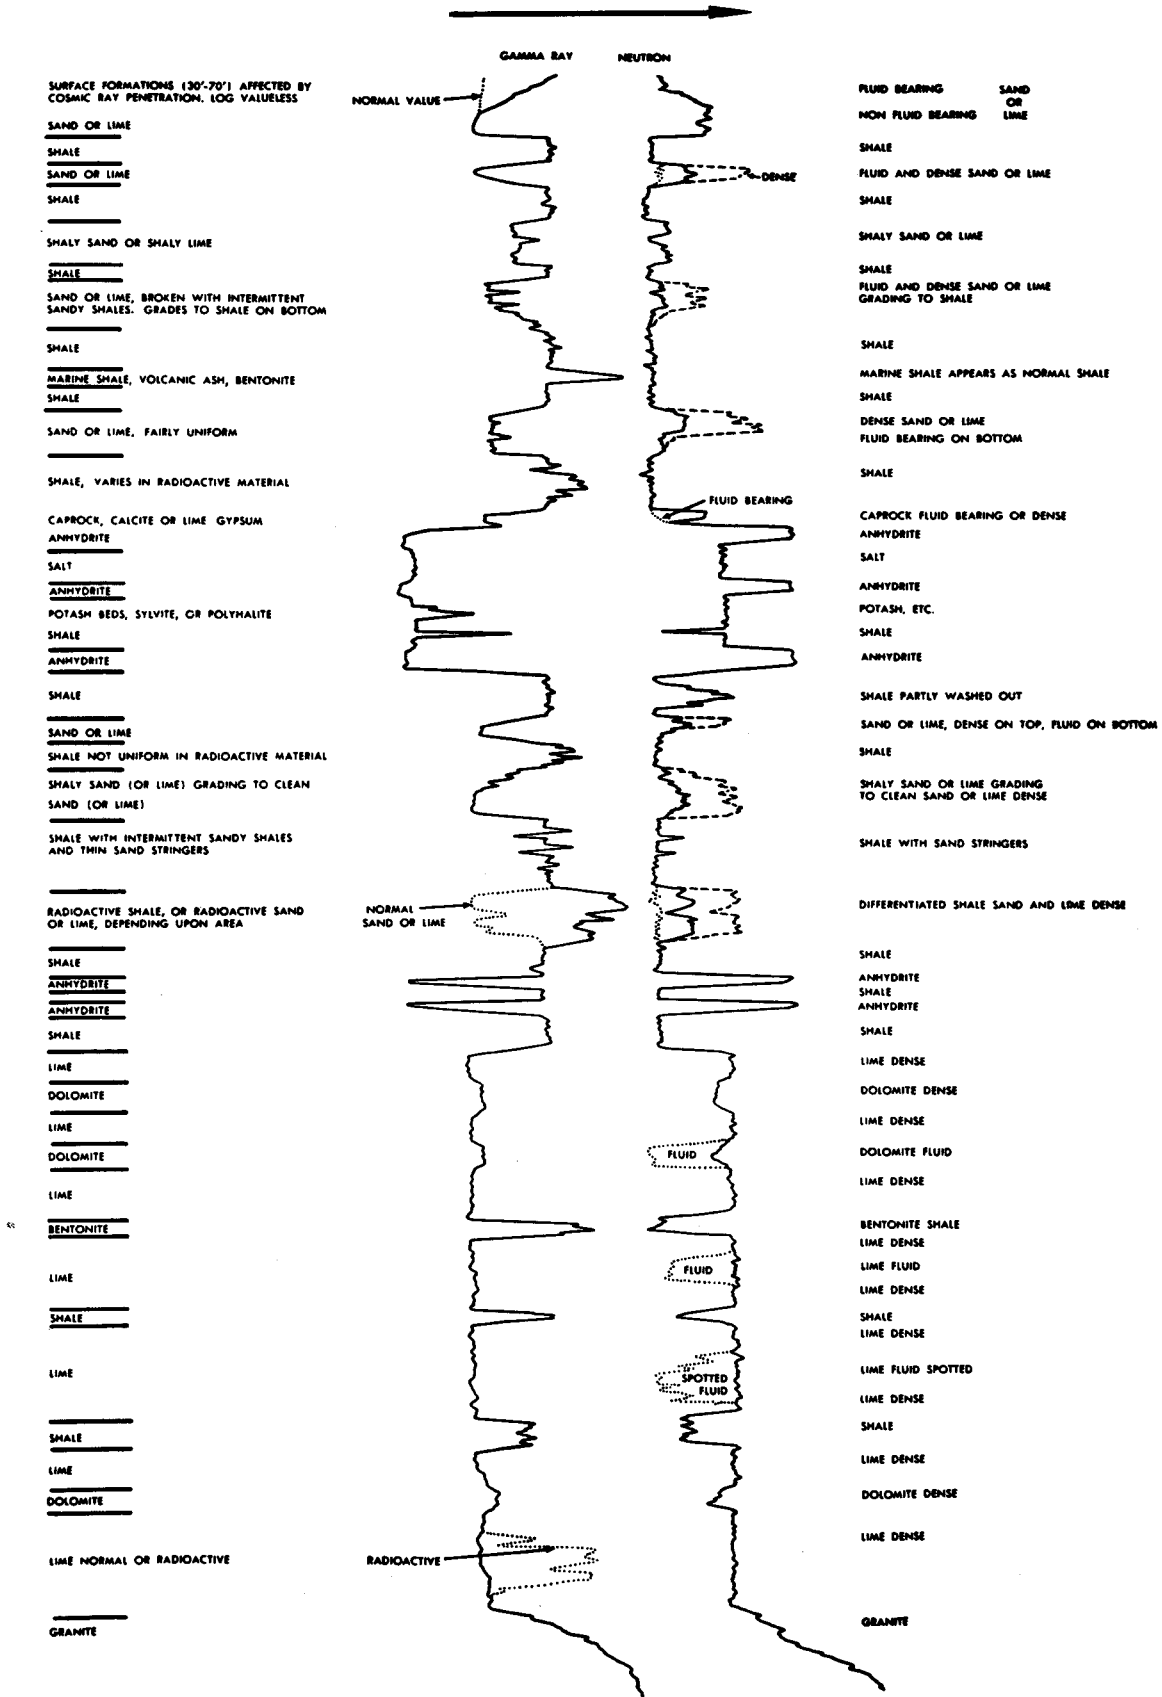 GAMMA RAY
NEUTRON
SURFACE FORMATIONS (30'-70') AFFECTED BY
COSMIC RAY PENETRATION. LOG VALUELESS
NORMAL VALUE
FLUID BEARING SAND
OR
NON FLUID BEARING LIME
SAND OR LIME
SHALE
SHALE
SAND OR LIME
DENSE
FLUID AND DENSE SAND OR LIME
SHALE
SHALE
SHALY SAND OR SHALY LIME
SHALY SAND OR LIME
SHALE
SHALE
SAND OR LIME, BROKEN WITH INTERMITTENT
SANDY SHALES. GRADES TO SHALE ON BOTTOM
FLUID AND DENSE SAND OR LIME
GRADING TO SHALE
SHALE
SHALE
MARINE SHALE, VOLCANIC ASH, BENTONITE
MARINE SHALE APPEARS AS NORMAL SHALE
SHALE
SHALE
SAND OR LIME, FAIRLY UNIFORM
DENSE SAND OR LIME
FLUID BEARING ON BOTTOM
SHALE, VARIES IN RADIOACTIVE MATERIAL
SHALE
FLUID BEARING
CAPROCK, CALCITE OR LIME GYPSUM
CAPROCK FLUID BEARING OR DENSE
ANHYDRITE
ANHYDRITE
SALT
SALT
ANHYDRITE
ANHYDRITE
POTASH BEDS, SYLVITE, OR POLYHALITE
POTASH, ETC.
SHALE
SHALE
ANHYDRITE
ANHYDRITE
SHALE
SHALE PARTLY WASHED OUT
SAND OR LIME
SAND OR LIME, DENSE ON TOP, FLUID ON BOTTOM
SHALE NOT UNIFORM IN RADIOACTIVE MATERIAL
SHALE
SHALY SAND (OR LIME) GRADING TO CLEAN
SAND (OR LIME)
SHALY SAND OR LIME GRADING
TO CLEAN SAND OR LIME DENSE
SHALE WITH INTERMITTENT SANDY SHALES
AND THIN SAND STRINGERS
SHALE WITH SAND STRINGERS
RADIOACTIVE SHALE, OR RADIOACTIVE SAND
OR LIME, DEPENDING UPON AREA
NORMAL
SAND OR LIME
DIFFERENTIATED SHALE SAND AND LIME DENSE
SHALE
SHALE
ANHYDRITE
ANHYDRITE
SHALE
ANHYDRITE
ANHYDRITE
SHALE
SHALE
LIME
LIME DENSE
DOLOMITE
DOLOMITE DENSE
LIME
LIME DENSE
DOLOMITE
FLUID
DOLOMITE FLUID
LIME
LIME DENSE
BENTONITE
BENTONITE SHALE
LIME DENSE
LIME
FLUID
LIME FLUID
LIME DENSE
SHALE
SHALE
LIME DENSE
LIME
SPOTTED
FLUID
LIME FLUID SPOTTED
LIME DENSE
SHALE
SHALE
LIME
LIME DENSE
DOLOMITE
DOLOMITE DENSE
LIME DENSE
LIME NORMAL OR RADIOACTIVE
RADIOACTIVE
GRANITE
GRANITE